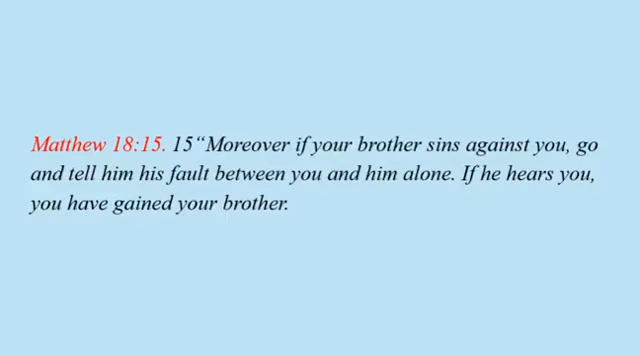 Matthew 18:15. 15“Moreover if your brother sins against you, go
and tell him his fault between you and him alone. If he hears you,
you have gained your brother.